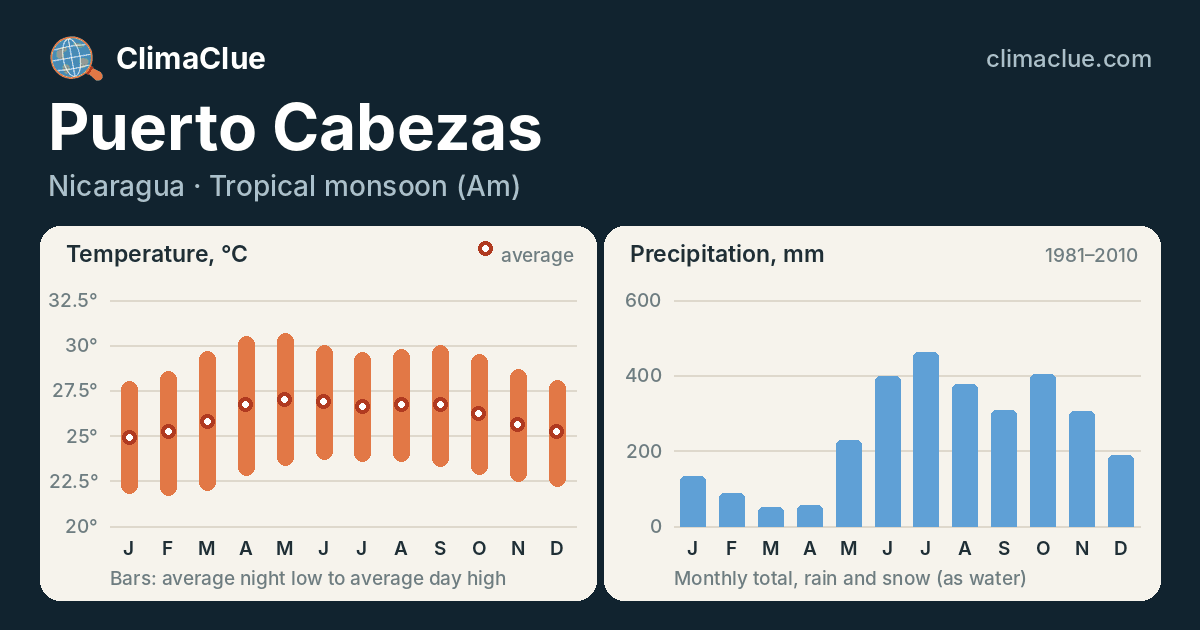 ClimaClue
climaclue.com
Puerto Cabezas
Nicaragua · Tropical monsoon (Am)
Temperature, °C
average
32.5°
30°
27.5°
25°
22.5°
20°
J F M A M J J A S O N D
Bars: average night low to average day high
Precipitation, mm
1981–2010
600
400
200
0
J F M A M J J A S O N D
Monthly total, rain and snow (as water)